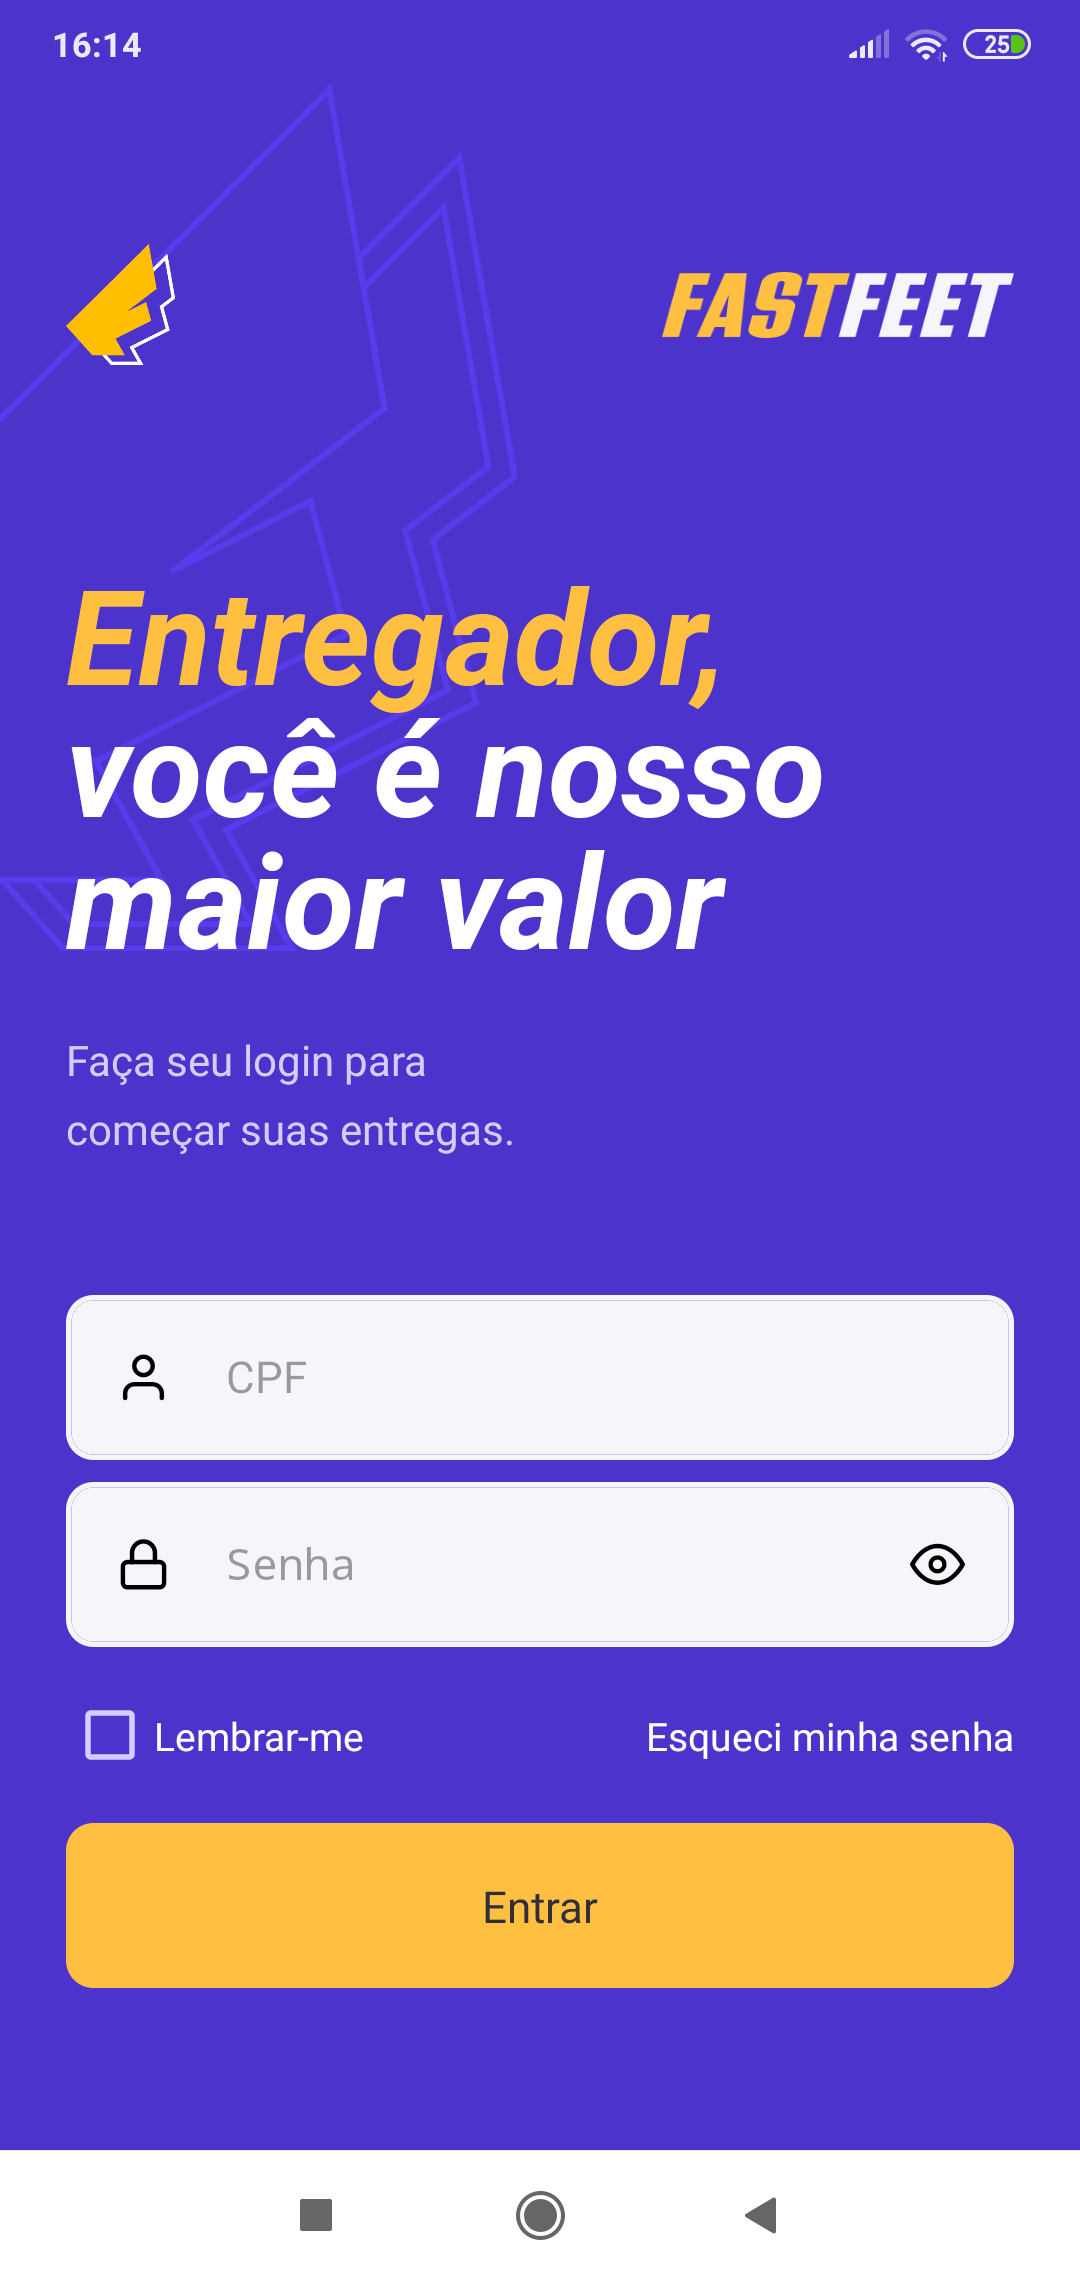 16:14
25
FASTFEET
Entregador,
você é nosso
maior valor
Faça seu login para
começar suas entregas.
CPF
Senha
Lembrar-me
Esqueci minha senha
Entrar